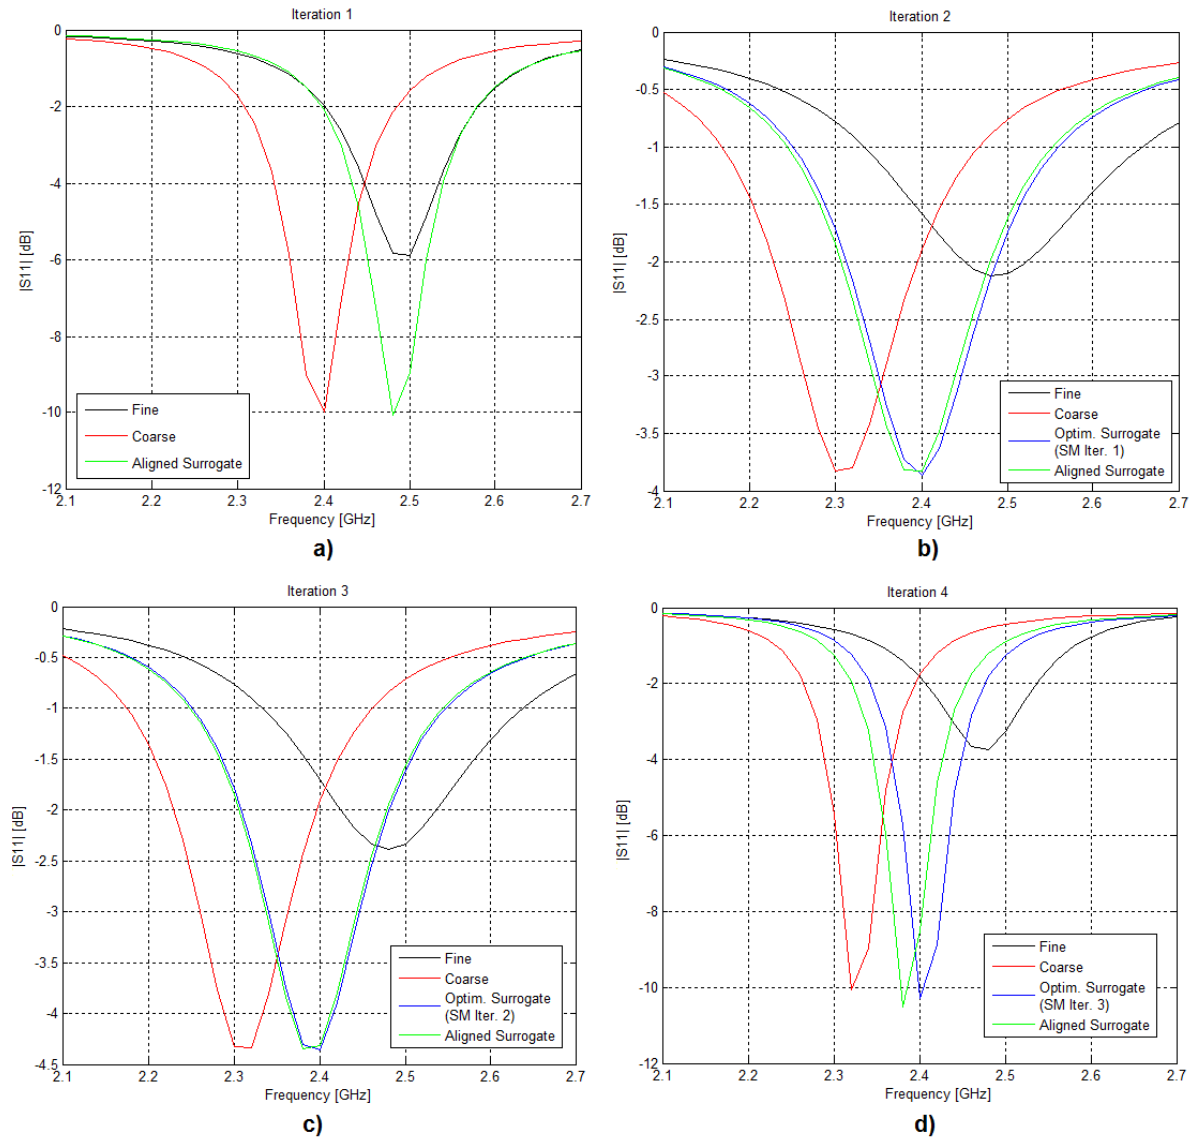 Iteration 1
0
-2
-4
-6
-8
-10
-12
|S11| [dB]
Fine
Coarse
Aligned Surrogate
2.1 2.2 2.3 2.4 2.5 2.6 2.7
Frequency [GHz]
a)
Iteration 2
0
-0.5
-1
-1.5
-2
-2.5
-3
-3.5
-4
|S11| [dB]
Fine
Coarse
Optim. Surrogate
(SM Iter. 1)
Aligned Surrogate
2.1 2.2 2.3 2.4 2.5 2.6 2.7
Frequency [GHz]
b)
Iteration 3
0
-0.5
-1
-1.5
-2
-2.5
-3
-3.5
-4
-4.5
|S11| [dB]
Fine
Coarse
Optim. Surrogate
(SM Iter. 2)
Aligned Surrogate
2.1 2.2 2.3 2.4 2.5 2.6 2.7
Frequency [GHz]
c)
Iteration 4
0
-2
-4
-6
-8
-10
-12
|S11| [dB]
Fine
Coarse
Optim. Surrogate
(SM Iter. 3)
Aligned Surrogate
2.1 2.2 2.3 2.4 2.5 2.6 2.7
Frequency [GHz]
d)